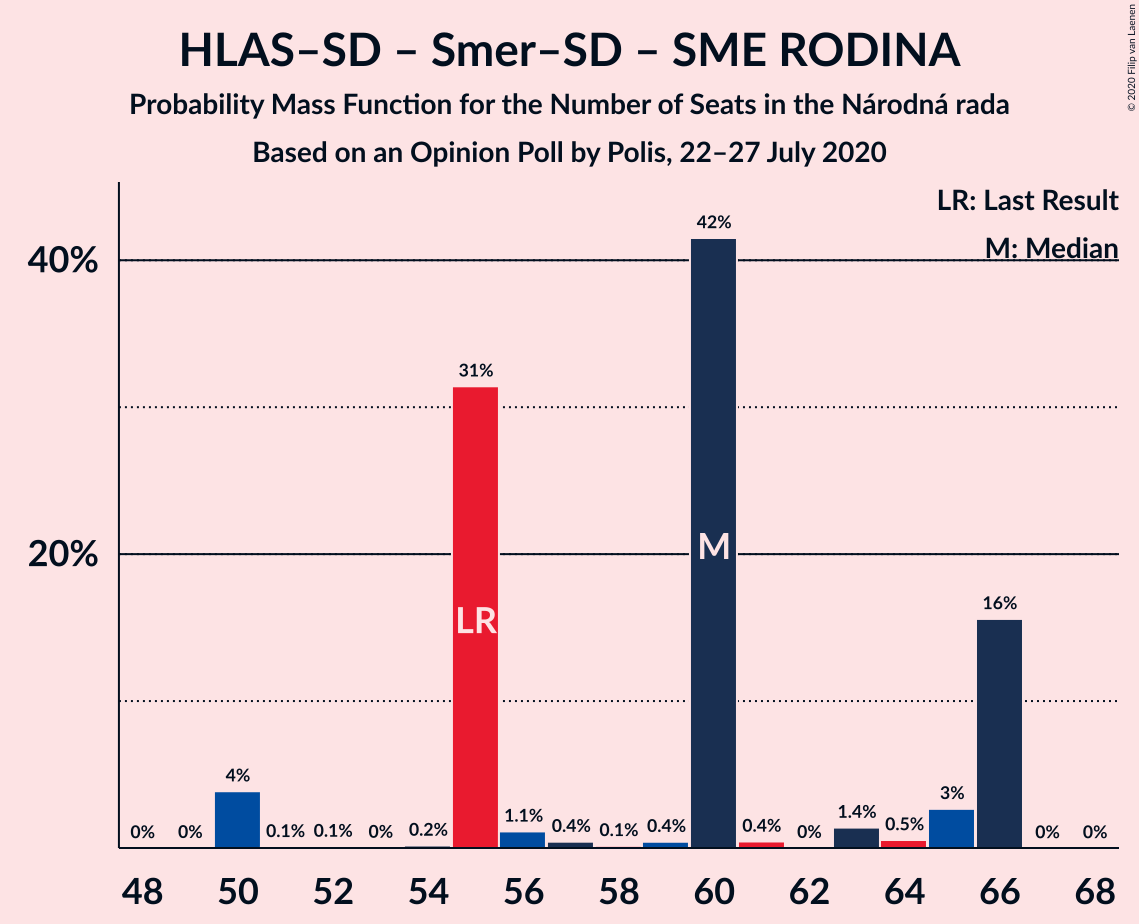 HLAS–SD – Smer–SD – SME RODINA
Probability Mass Function for the Number of Seats in the Národná rada
Based on an Opinion Poll by Polis, 22–27 July 2020
© 2020 Filip van Laenen
LR: Last Result
M: Median
40%
20%
0%
0%
4%
0.1%
0.1%
0%
0.2%
31%
1.1%
0.4%
0.1%
0.4%
42%
0.4%
0%
1.4%
0.5%
3%
16%
0%
0%
LR
M
48 50 52 54 56 58 60 62 64 66 68